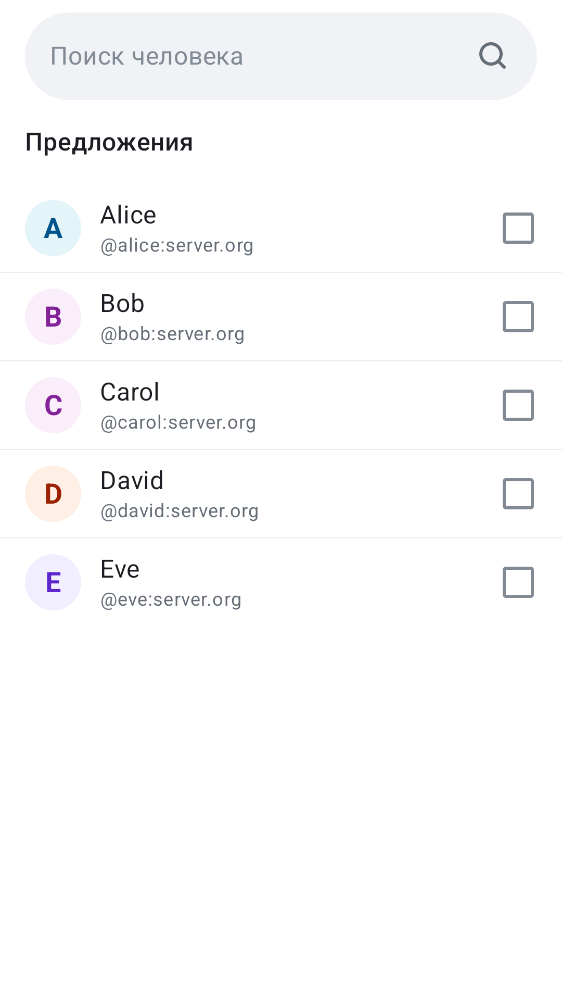 Поиск человека
Предложения
A
Alice
@alice:server.org
B
Bob
@bob:server.org
C
Carol
@carol:server.org
D
David
@david:server.org
E
Eve
@eve:server.org